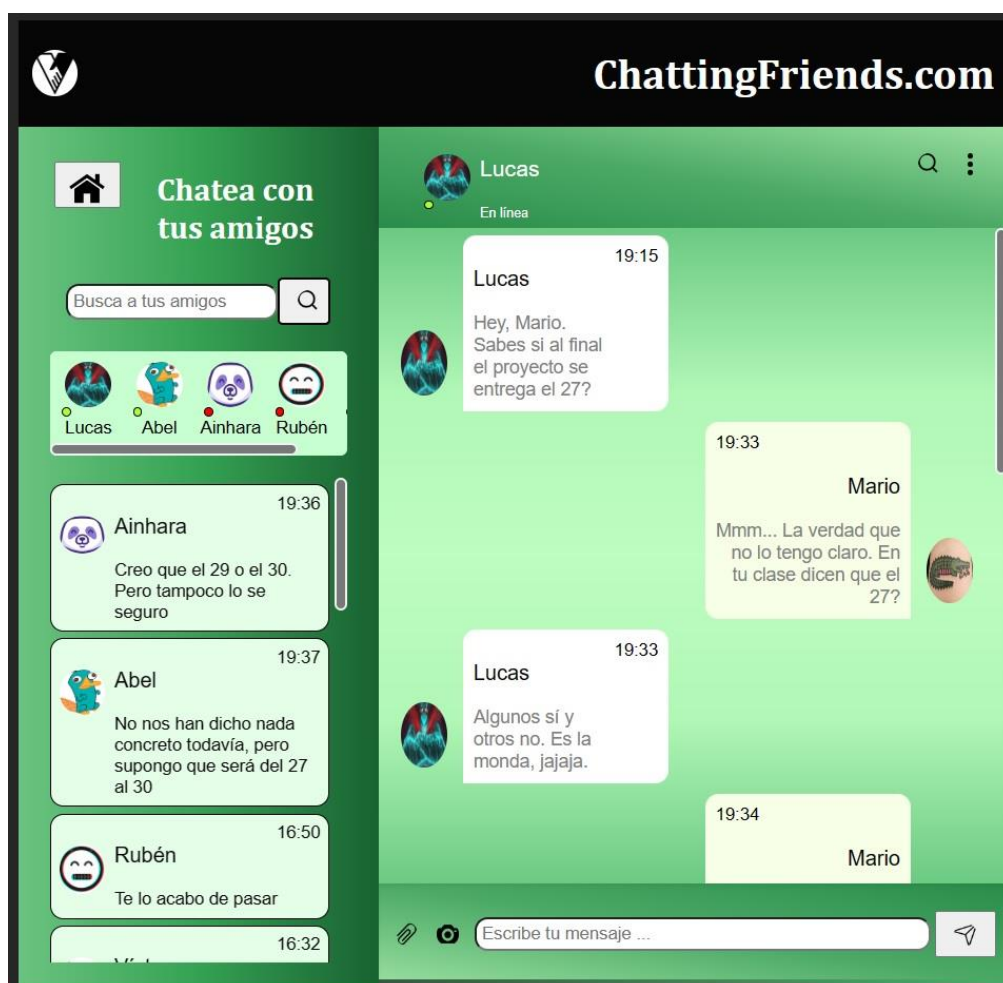 ChattingFriends.com
Chatea con
tus amigos
Busca a tus amigos
Lucas Abel Ainhara Rubén
19:36
Ainhara
Creo que el 29 o el 30.
Pero tampoco lo se
seguro
19:37
Abel
No nos han dicho nada
concreto todavía, pero
supongo que será del 27
al 30
16:50
Rubén
Te lo acabo de pasar
16:32
Lucas
En línea
19:15
Lucas
Hey, Mario.
Sabes si al final
el proyecto se
entrega el 27?
19:33
Mario
Mmm... La verdad que
no lo tengo claro. En
tu clase dicen que el
27?
19:33
Lucas
Algunos sí y
otros no. Es la
monda, jajaja.
19:34
Mario
Escribe tu mensaje ...